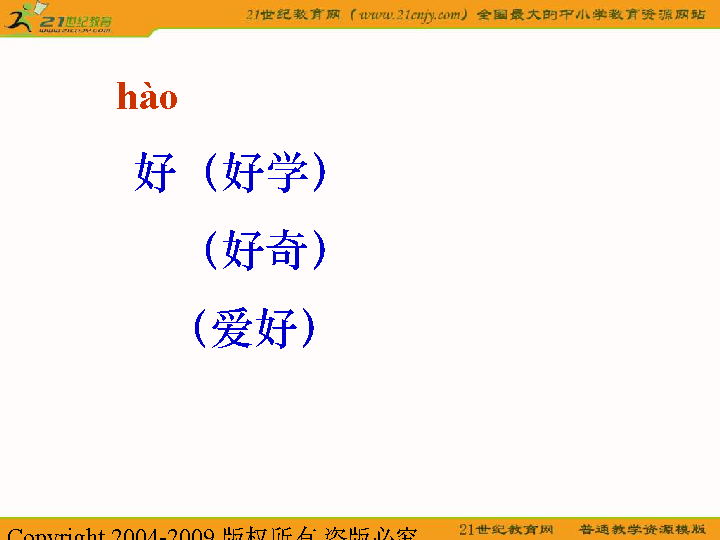 21世纪教育
www.21cnjy.com
21世纪教育网（www.21cnjy.com）全国最大的中小学教育资源网站
hào
好（好学）
（好奇）
（爱好）
Copyright 2004-2009 版权所有 盗版必究
21世纪教育网 普通教学资源模版